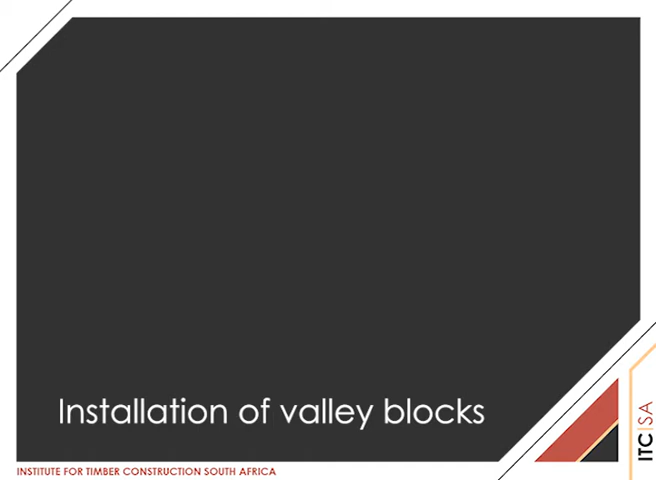 Installation of valley blocks
INSTITUTE FOR TIMBER CONSTRUCTION SOUTH AFRICA
ITC|SA